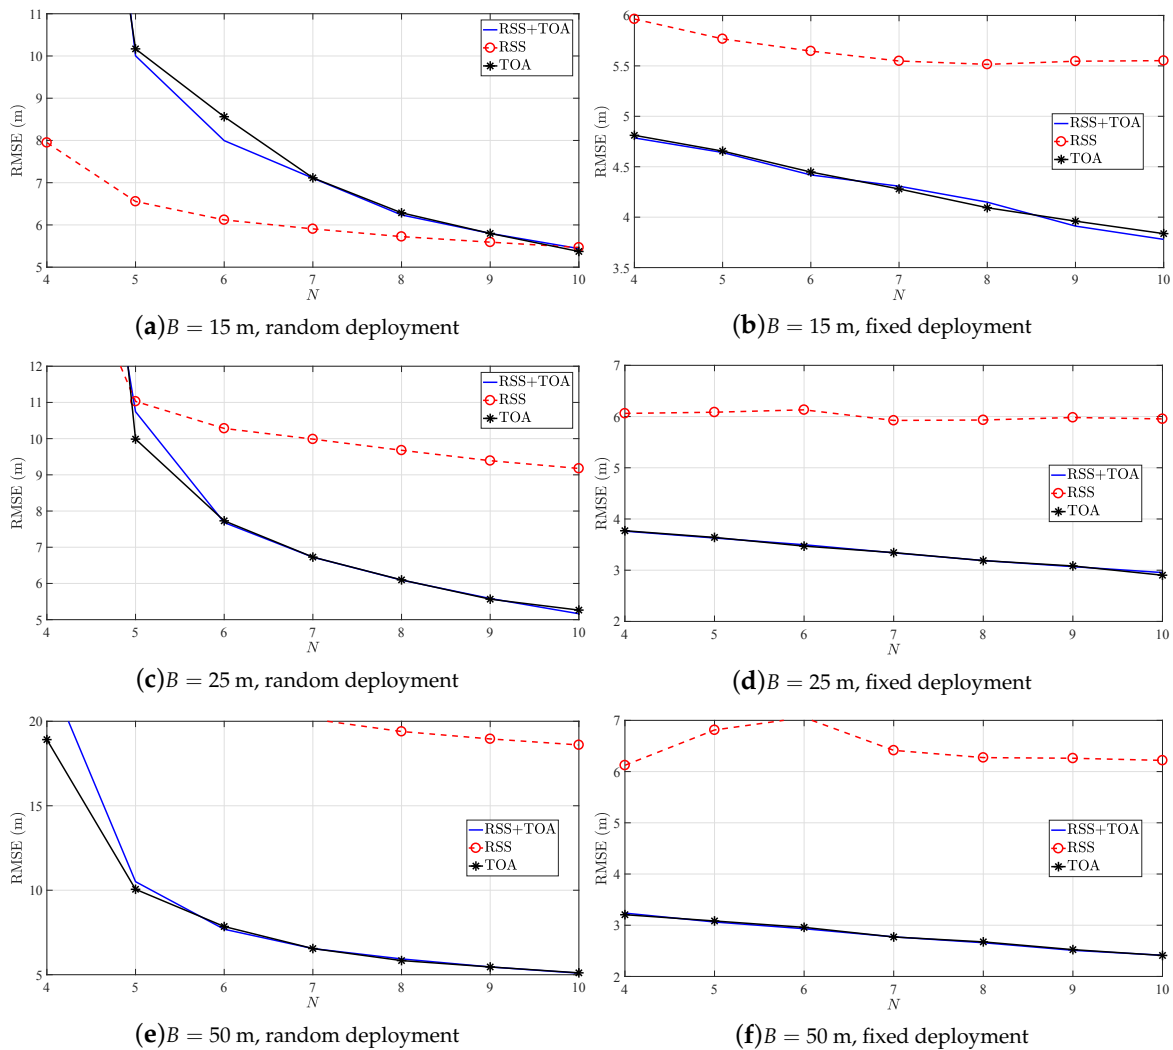 11
10
9
8
7
6
5
RMSE (m)
4 5 6 7 8 9 10
N
RSS+TOA
RSS
TOA
(a)B = 15 m, random deployment
6
5.5
5
4.5
4
3.5
RMSE (m)
4 5 6 7 8 9 10
N
RSS+TOA
RSS
TOA
(b)B = 15 m, fixed deployment
12
11
10
9
8
7
6
5
RMSE (m)
4 5 6 7 8 9 10
N
RSS+TOA
RSS
TOA
(c)B = 25 m, random deployment
7
6
5
4
3
2
RMSE (m)
4 5 6 7 8 9 10
N
RSS+TOA
RSS
TOA
(d)B = 25 m, fixed deployment
20
15
10
5
RMSE (m)
4 5 6 7 8 9 10
N
RSS+TOA
RSS
TOA
(e)B = 50 m, random deployment
7
6
5
4
3
2
RMSE (m)
4 5 6 7 8 9 10
N
RSS+TOA
RSS
TOA
(f)B = 50 m, fixed deployment